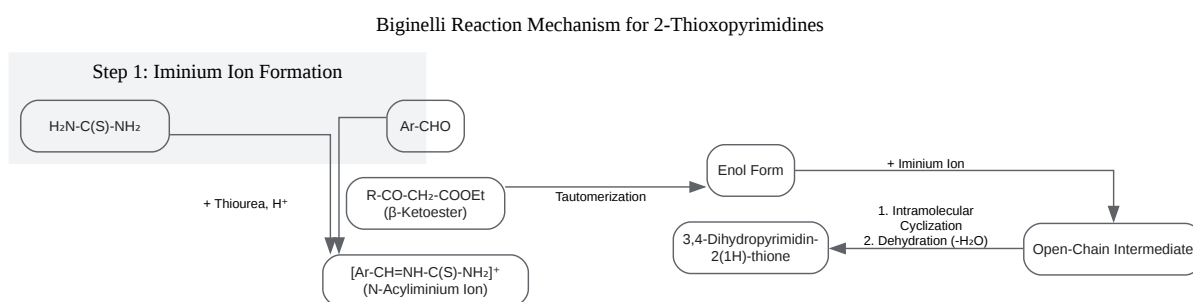 Biginelli Reaction Mechanism for 2-Thioxopyrimidines
Step 1: Iminium Ion Formation
H₂N-C(S)-NH₂
Ar-CHO
Enol Form
+ Iminium Ion
R-CO-CH₂-COOEt
(β-Ketoester)
Tautomerization
+ Thiourea, H⁺
1. Intramolecular
Cyclization
2. Dehydration (-H₂O)
3,4-Dihydropyrimidin-
2(1H)-thione
Open-Chain Intermediate
[Ar-CH=NH-C(S)-NH₂]⁺
(N-Acyliminium Ion)